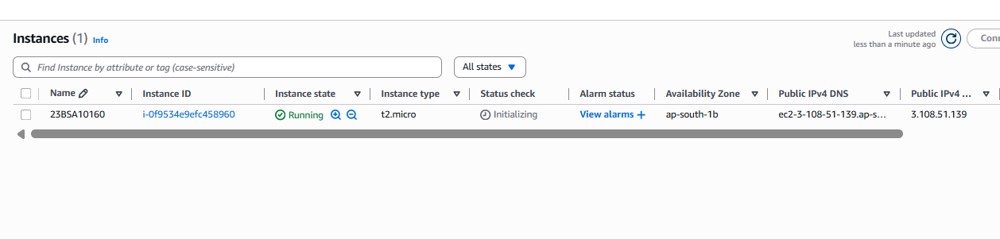 Instances (1) Info
Last updated
less than a minute ago
Conn
Find Instance by attribute or tag (case-sensitive)
All states
Name Instance ID Instance state Instance type Status check Alarm status Availability Zone Public IPv4 DNS Public IPv4 ...
23BSA10160 i-0f9534e9efc458960 Running t2.micro Initializing View alarms + ap-south-1b ec2-3-108-51-139.ap-s... 3.108.51.139